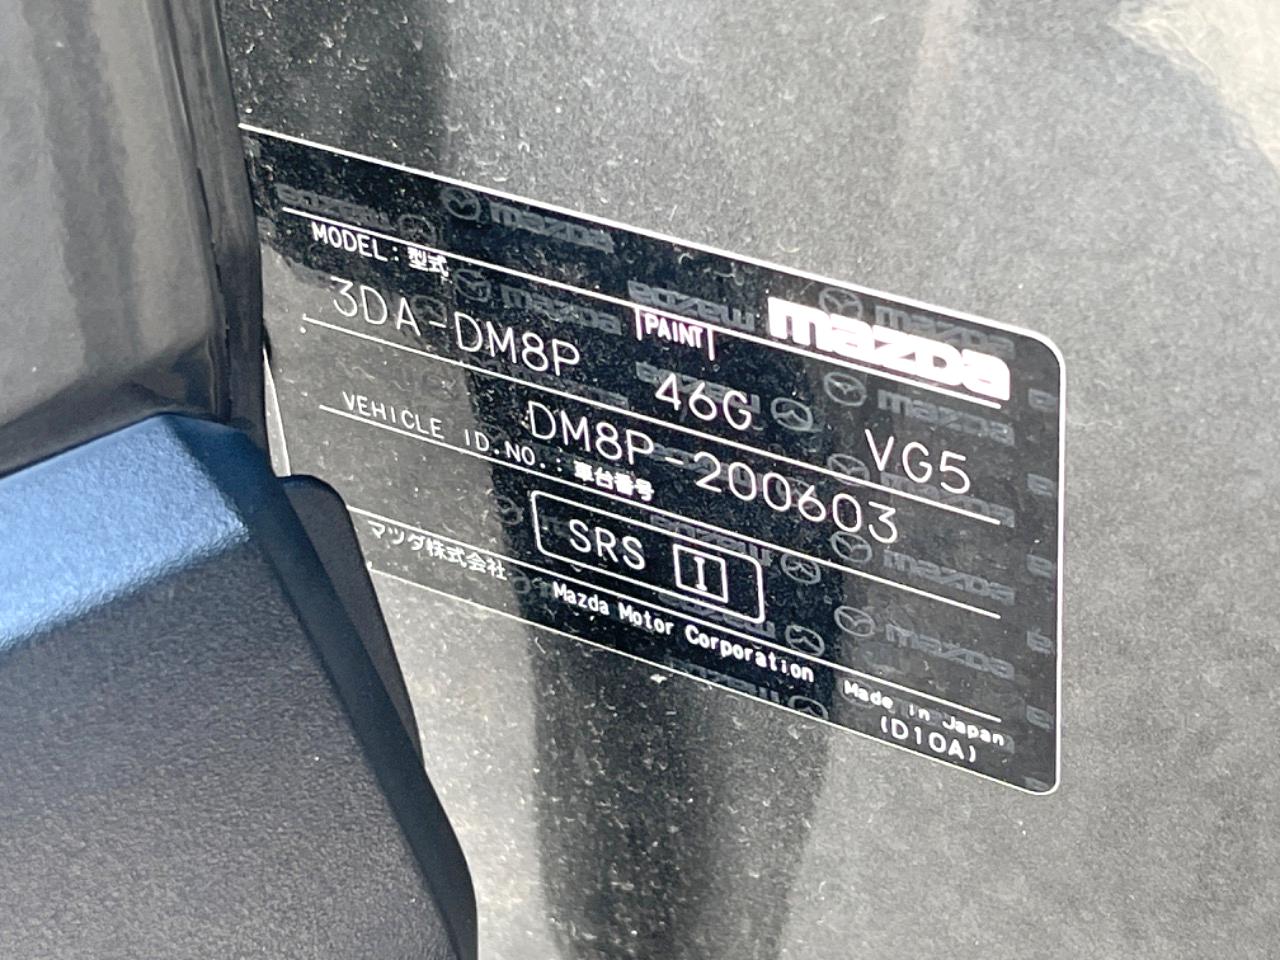 mazda
MODEL: 型式
PAINT
3DA-DM8P 46G VG5
VEHICLE ID.NO.: 車台番号
DM8P-200603
SRS I
マツダ株式会社 Mazda Motor Corporation Made in Japan
(D10A)